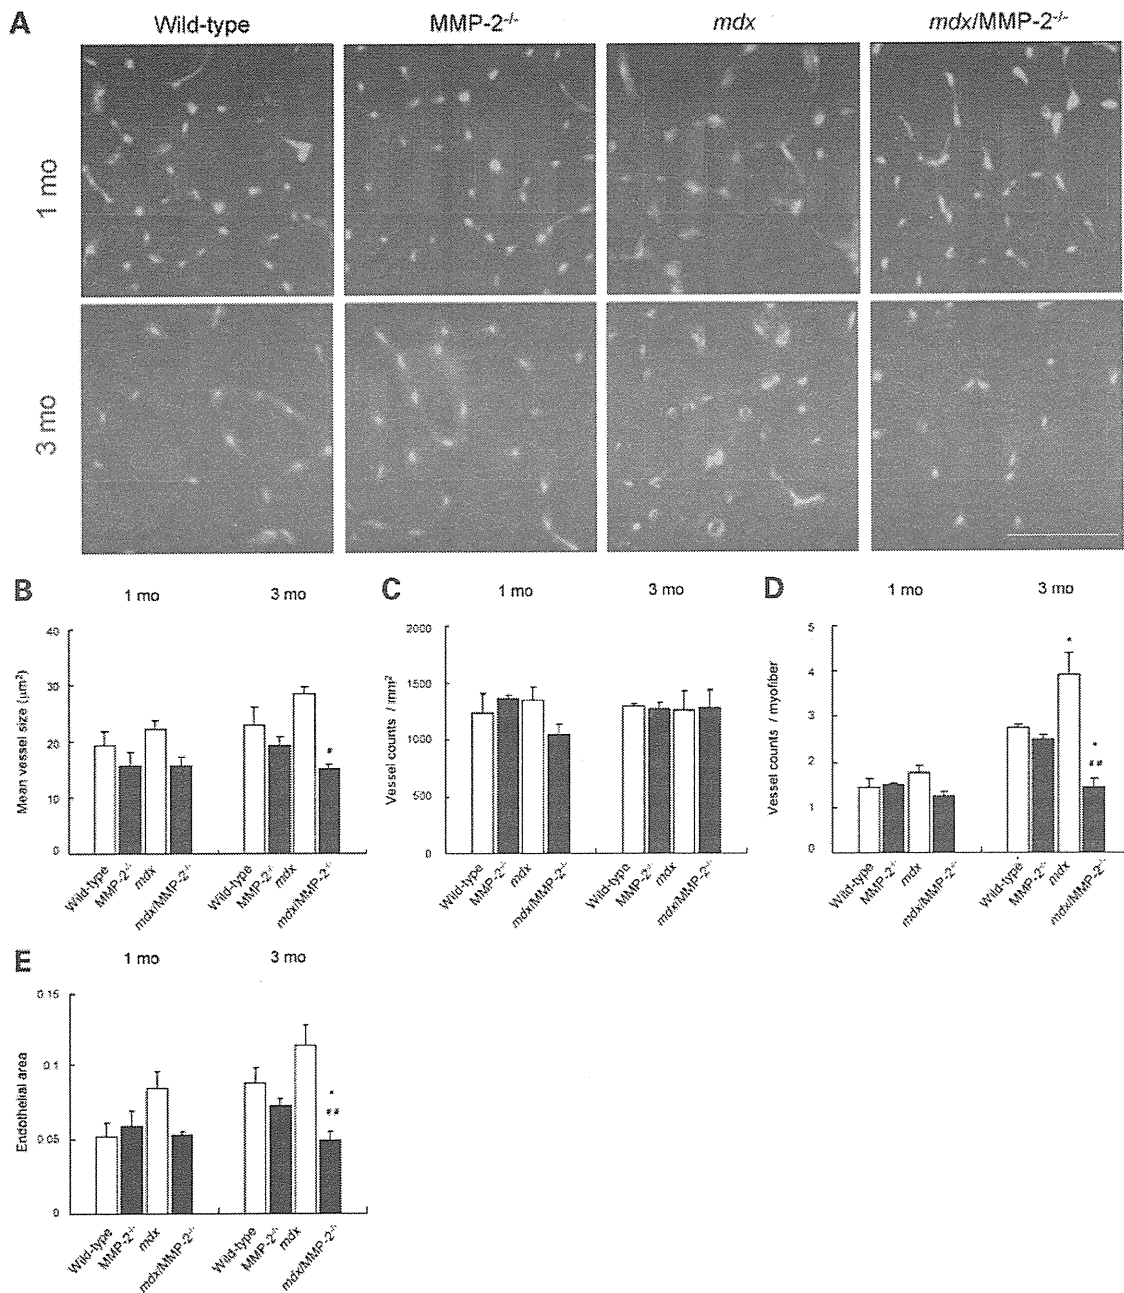 A
Wild-type MMP-2-/- mdx mdx/MMP-2-/-
1 mo
3 mo
B 1 mo 3 mo
Mean vessel size (μm²)
40
30
20
10
0
Wild-type MMP-2-/- mdx mdx/MMP-2-/- Wild-type MMP-2-/- mdx mdx/MMP-2-/-
#
C 1 mo 3 mo
Vessel counts / mm²
2000
1500
1000
500
0
Wild-type MMP-2-/- mdx mdx/MMP-2-/- Wild-type MMP-2-/- mdx mdx/MMP-2-/-
D 1 mo 3 mo
Vessel counts / myofiber
5
4
3
2
1
0
*
*
##
Wild-type MMP-2-/- mdx mdx/MMP-2-/- Wild-type MMP-2-/- mdx mdx/MMP-2-/-
E 1 mo 3 mo
Endothelial area
0.15
0.1
0.05
0
*
##
Wild-type MMP-2-/- mdx mdx/MMP-2-/- Wild-type MMP-2-/- mdx mdx/MMP-2-/-